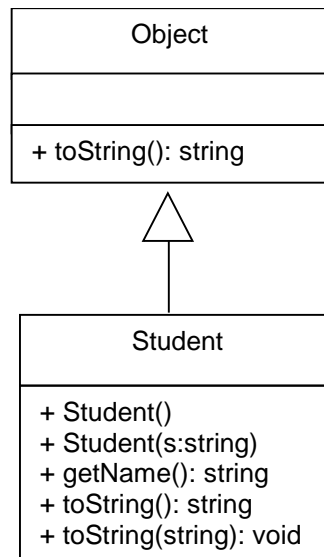 Object
+ toString(): string
Student
+ Student()
+ Student(s:string)
+ getName(): string
+ toString(): string
+ toString(string): void